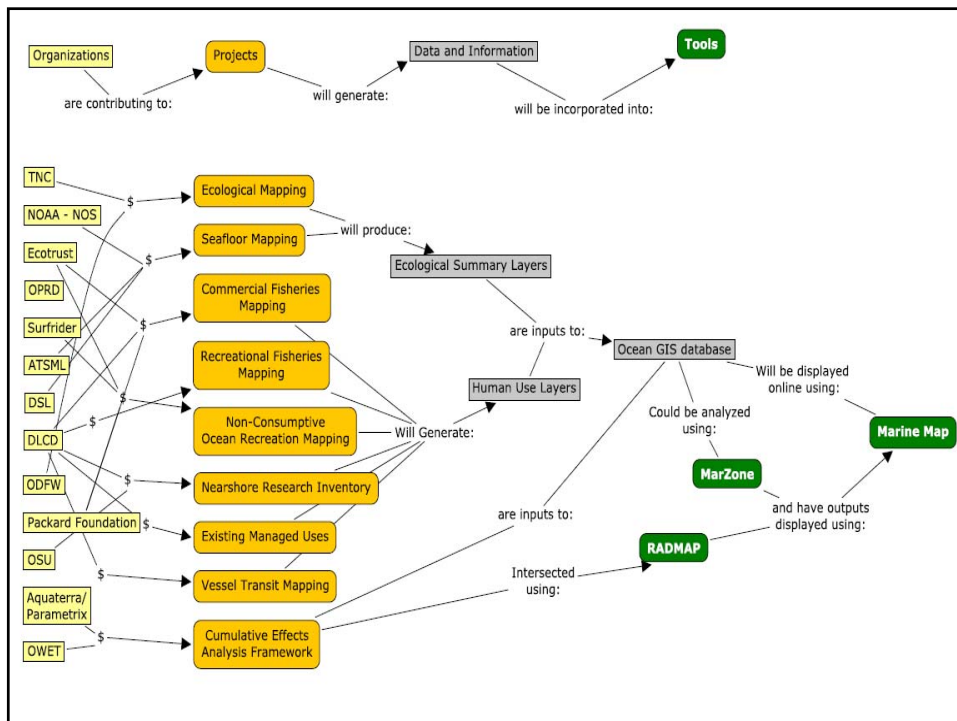 Organizations
Projects
Data and Information
Tools
are contributing to:
will generate:
will be incorporated into:
TNC
NOAA - NOS
Ecotrust
OPRD
Surfrider
ATSML
DSL
DLCD
ODFW
Packard Foundation
OSU
Aquaterra/
Parametrix
OWET
$
$
$
$
$
$
$
$
$
Ecological Mapping
Seafloor Mapping
Commercial Fisheries
Mapping
Recreational Fisheries
Mapping
Non-Consumptive
Ocean Recreation Mapping
Nearshore Research Inventory
Existing Managed Uses
Vessel Transit Mapping
Cumulative Effects
Analysis Framework
will produce:
Ecological Summary Layers
Will Generate:
Human Use Layers
are inputs to:
Ocean GIS database
are inputs to:
Intersected
using:
Could be analyzed
using:
Will be displayed
online using:
MarZone
RADMAP
and have outputs
displayed using:
Marine Map